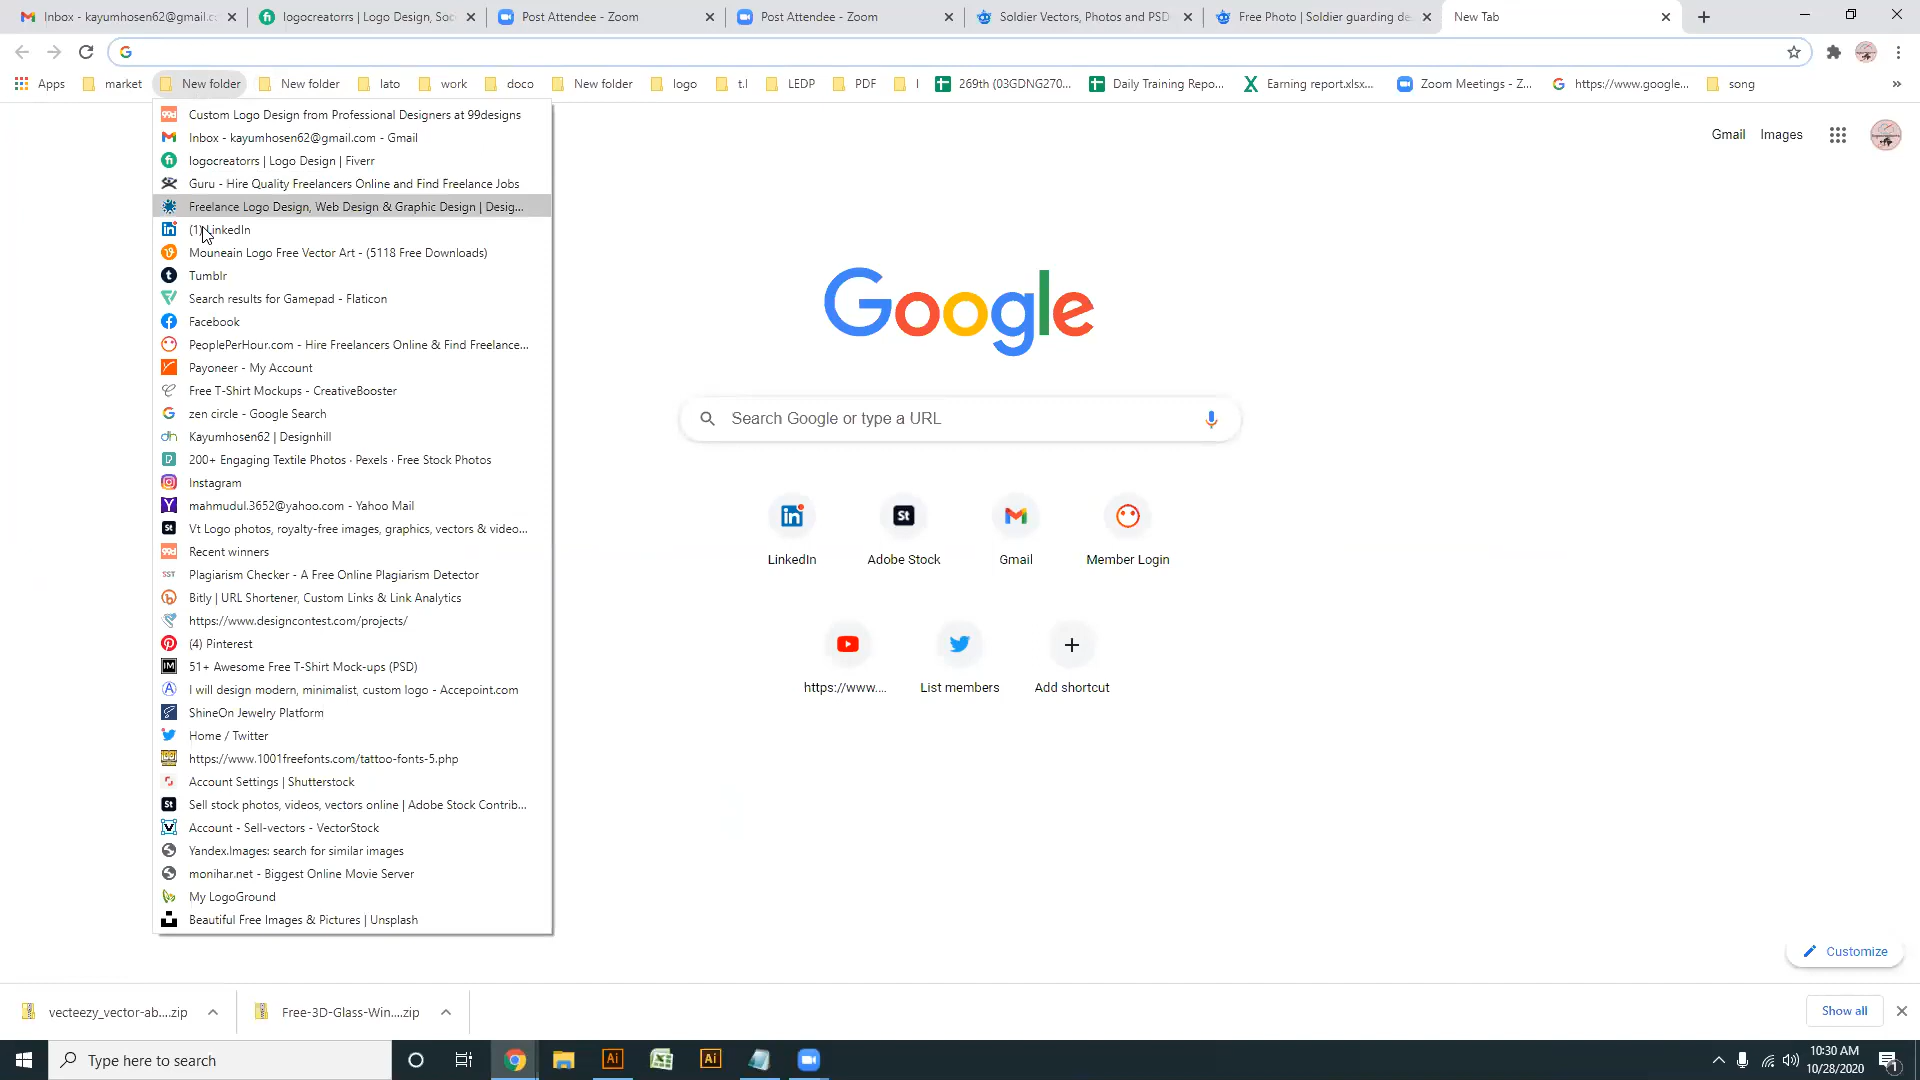 Inbox - kayumhosen62@gmail.c
logocreatorrs | Logo Design, Soc
Post Attendee - Zoom
Post Attendee - Zoom
Soldier Vectors, Photos and PSD
Free Photo | Soldier guarding de
New Tab
Apps
market
New folder
New folder
lato
work
doco
New folder
logo
t.l
LEDP
PDF
l
269th (03GDNG270...
Daily Training Repo...
Earning report.xlsx...
Zoom Meetings - Z...
https://www.google...
song
Custom Logo Design from Professional Designers at 99designs
Inbox - kayumhosen62@gmail.com - Gmail
logocreatorrs | Logo Design | Fiverr
Guru - Hire Quality Freelancers Online and Find Freelance Jobs
Freelance Logo Design, Web Design & Graphic Design | Desig...
(1) LinkedIn
Mouneain Logo Free Vector Art - (5118 Free Downloads)
Tumblr
Search results for Gamepad - Flaticon
Facebook
PeoplePerHour.com - Hire Freelancers Online & Find Freelance...
Payoneer - My Account
Free T-Shirt Mockups - CreativeBooster
zen circle - Google Search
Kayumhosen62 | Designhill
200+ Engaging Textile Photos · Pexels · Free Stock Photos
Instagram
mahmudul.3652@yahoo.com - Yahoo Mail
Vt Logo photos, royalty-free images, graphics, vectors & video...
Recent winners
Plagiarism Checker - A Free Online Plagiarism Detector
Bitly | URL Shortener, Custom Links & Link Analytics
https://www.designcontest.com/projects/
(4) Pinterest
51+ Awesome Free T-Shirt Mock-ups (PSD)
I will design modern, minimalist, custom logo - Accepoint.com
ShineOn Jewelry Platform
Home / Twitter
https://www.1001freefonts.com/tattoo-fonts-5.php
Account Settings | Shutterstock
Sell stock photos, videos, vectors online | Adobe Stock Contrib...
Account - Sell-vectors - VectorStock
Yandex.Images: search for similar images
monihar.net - Biggest Online Movie Server
My LogoGround
Beautiful Free Images & Pictures | Unsplash
Gmail
Images
Google
Search Google or type a URL
LinkedIn
Adobe Stock
Gmail
Member Login
https://www....
List members
Add shortcut
Customize
vecteezy_vector-ab....zip
Free-3D-Glass-Win....zip
Show all
Type here to search
10:30 AM
10/28/2020